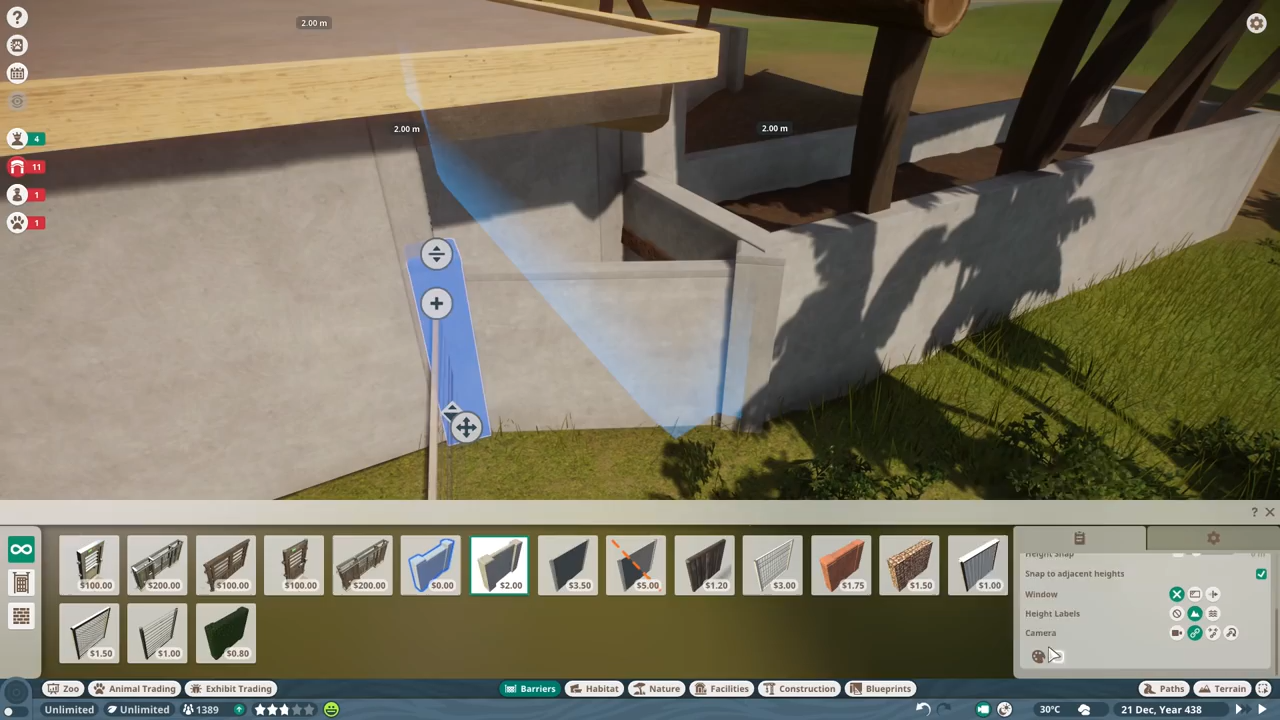 2.00 m
2.00 m
2.00 m
?
4
11
1
1
?
$100.00
$200.00
$100.00
$100.00
$200.00
$0.00
$2.00
$3.50
$5.00
$1.20
$3.00
$1.75
$1.50
$1.00
$1.50
$1.00
$0.80
Height Snap
Snap to adjacent heights
Window
Height Labels
Camera
Zoo
Animal Trading
Exhibit Trading
Barriers
Habitat
Nature
Facilities
Construction
Blueprints
Paths
Terrain
Unlimited
Unlimited
1389
30°C
21 Dec, Year 438